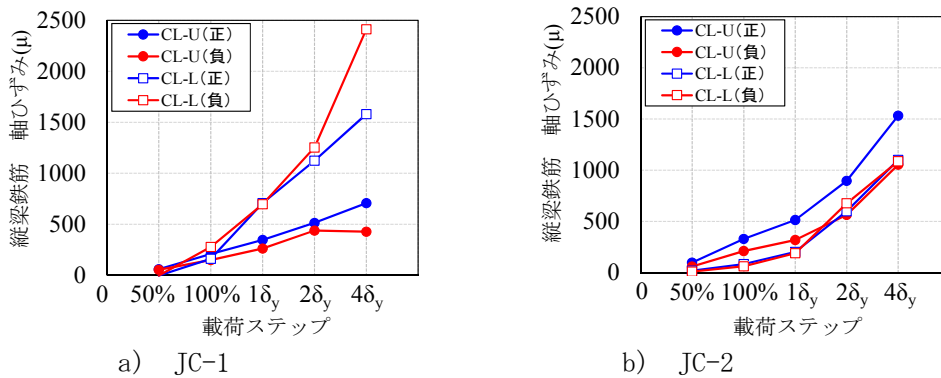 2500
2000
1500
1000
500
0
縦梁鉄筋 軸ひずみ(μ)
CL-U(正)
CL-U(負)
CL-L(正)
CL-L(負)
0 50% 100% 1δy 2δy 4δy
載荷ステップ
a) JC-1
2500
2000
1500
1000
500
0
縦梁鉄筋 軸ひずみ(μ)
CL-U(正)
CL-U(負)
CL-L(正)
CL-L(負)
0 50% 100% 1δy 2δy 4δy
載荷ステップ
b) JC-2